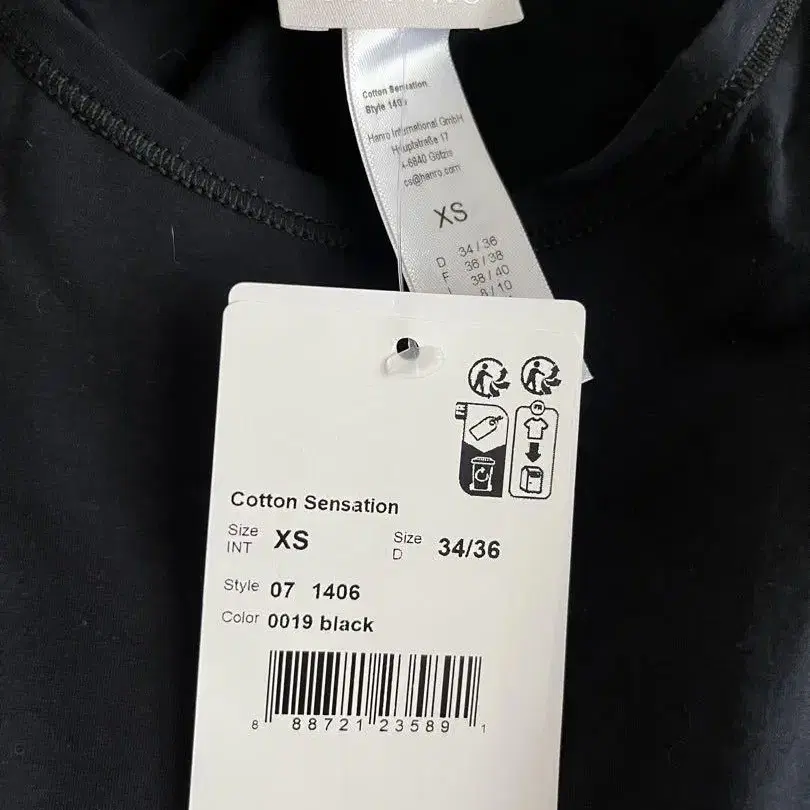 Cotton Sensation
Style 140
Hanro International GmbH
Hauptstraße 17
A-6840 Götzis
cs@hanro.com
XS
D 34/36
F 36/38
I 38/40
8/10
FR
FR
Cotton Sensation
Size INT XS
Size D 34/36
Style 07 1406
Color 0019 black
8 88721 23589 1